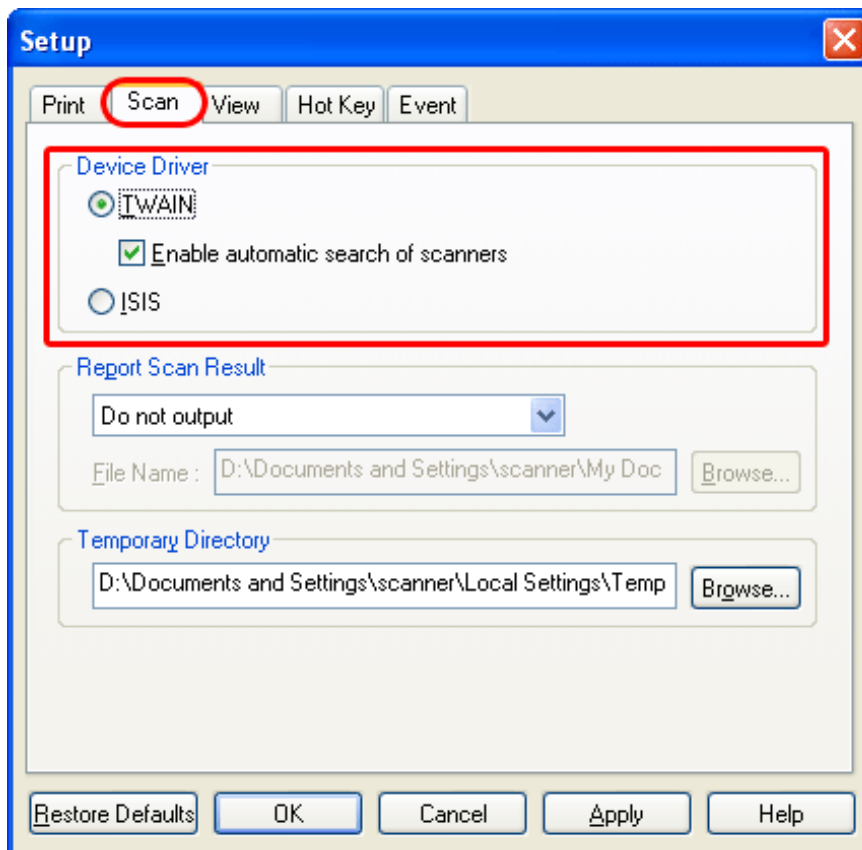 Setup
Print Scan View Hot Key Event
Device Driver
TWAIN
Enable automatic search of scanners
ISIS
Report Scan Result
Do not output
File Name : D:\Documents and Settings\scanner\My Doc Browse...
Temporary Directory
D:\Documents and Settings\scanner\Local Settings\Temp Browse...
Restore Defaults OK Cancel Apply Help